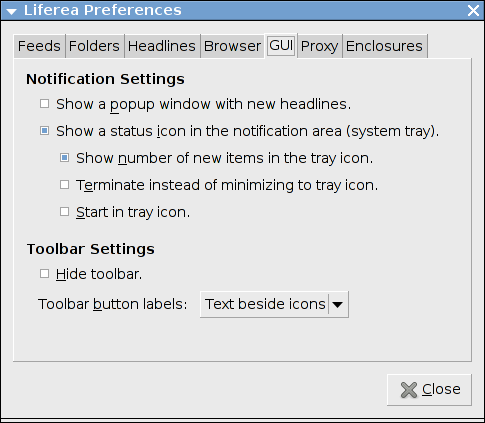 Liferea Preferences
Feeds Folders Headlines Browser GUI Proxy Enclosures
Notification Settings
Show a popup window with new headlines.
Show a status icon in the notification area (system tray).
Show number of new items in the tray icon.
Terminate instead of minimizing to tray icon.
Start in tray icon.
Toolbar Settings
Hide toolbar.
Toolbar button labels: Text beside icons
Close